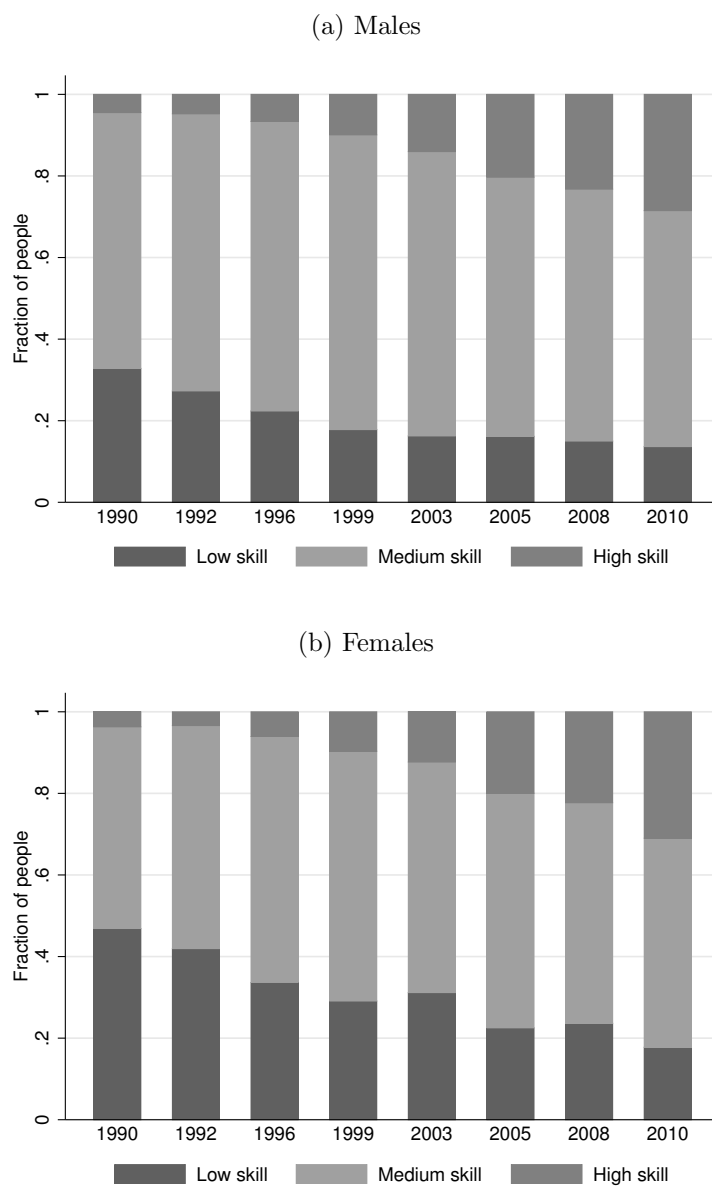 (a) Males
1
.8
.6
.4
.2
0
Fraction of people
1990 1992 1996 1999 2003 2005 2008 2010
Low skill Medium skill High skill
(b) Females
1
.8
.6
.4
.2
0
Fraction of people
1990 1992 1996 1999 2003 2005 2008 2010
Low skill Medium skill High skill